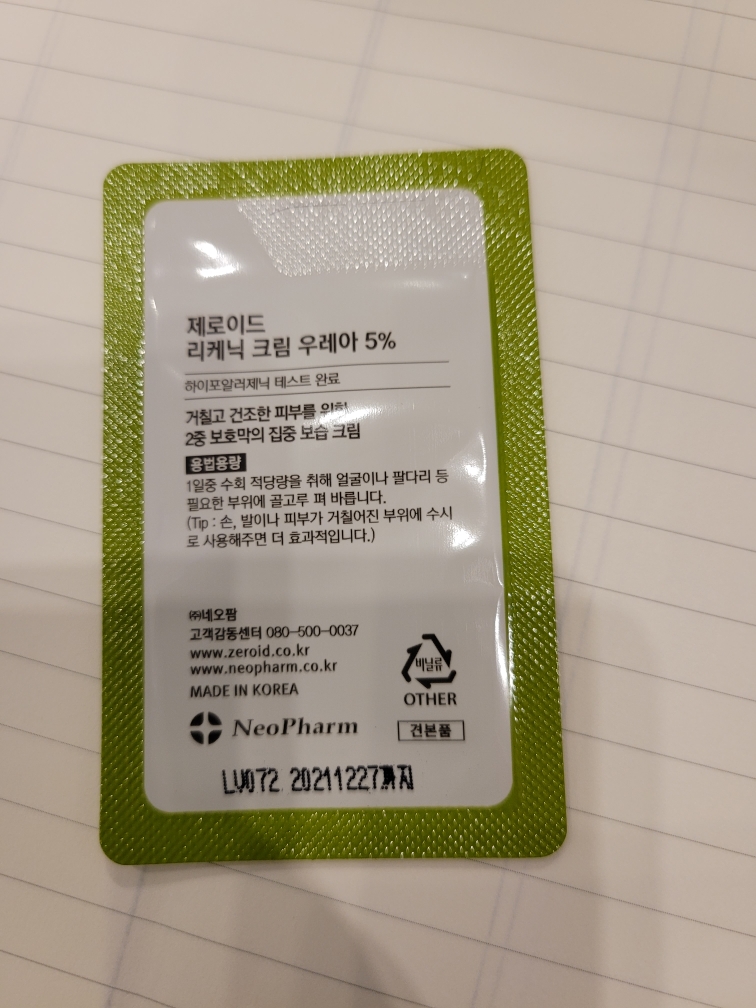 제로이드
리케닉 크림 우레아 5%
하이포알러제닉 테스트 완료
거칠고 건조한 피부를 위한
2중 보호막의 집중 보습 크림
용법용량
1일중 수회 적당량을 취해 얼굴이나 팔다리 등
필요한 부위에 골고루 펴 바릅니다.
(Tip : 손, 발이나 피부가 거칠어진 부위에 수시
로 사용해주면 더 효과적입니다.)
㈜네오팜
고객감동센터 080-500-0037
www.zeroid.co.kr
www.neopharm.co.kr
MADE IN KOREA
비닐류
OTHER
NeoPharm
견본품
LV072 20211227까지